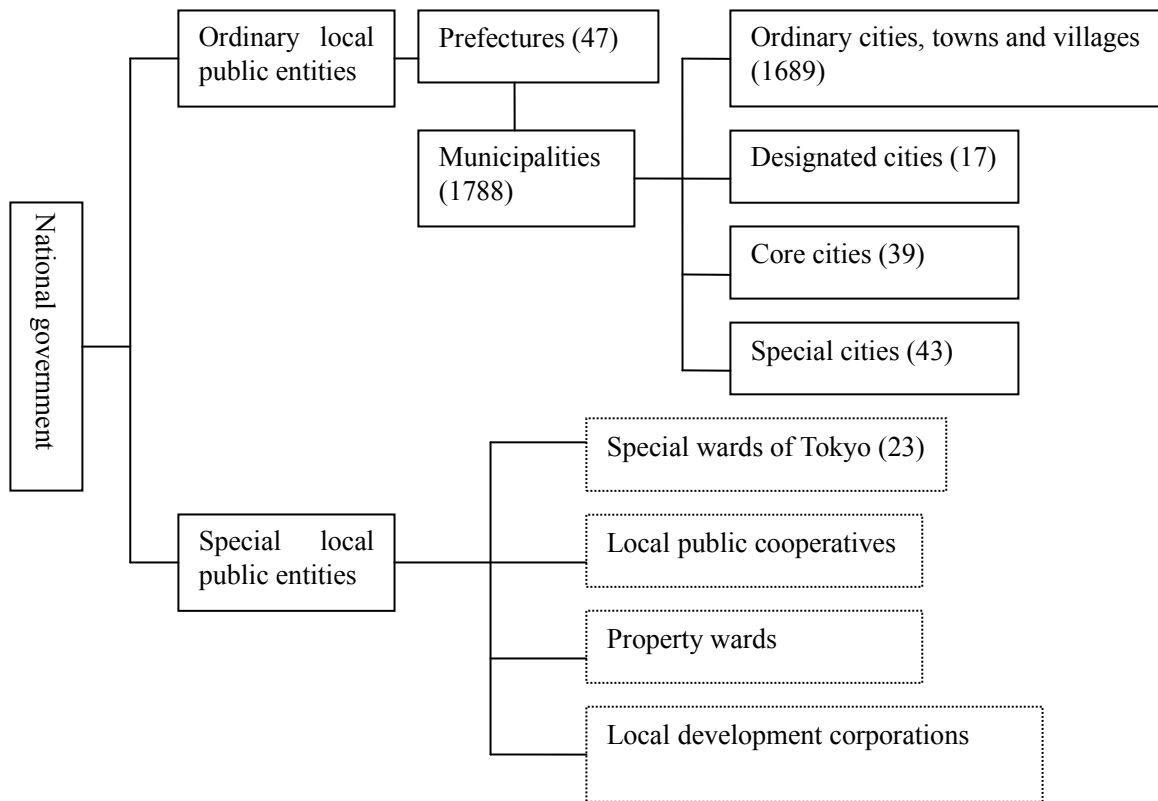 National government
Ordinary local
public entities
Prefectures (47)
Municipalities
(1788)
Ordinary cities, towns and villages
(1689)
Designated cities (17)
Core cities (39)
Special cities (43)
Special local
public entities
Special wards of Tokyo (23)
Local public cooperatives
Property wards
Local development corporations